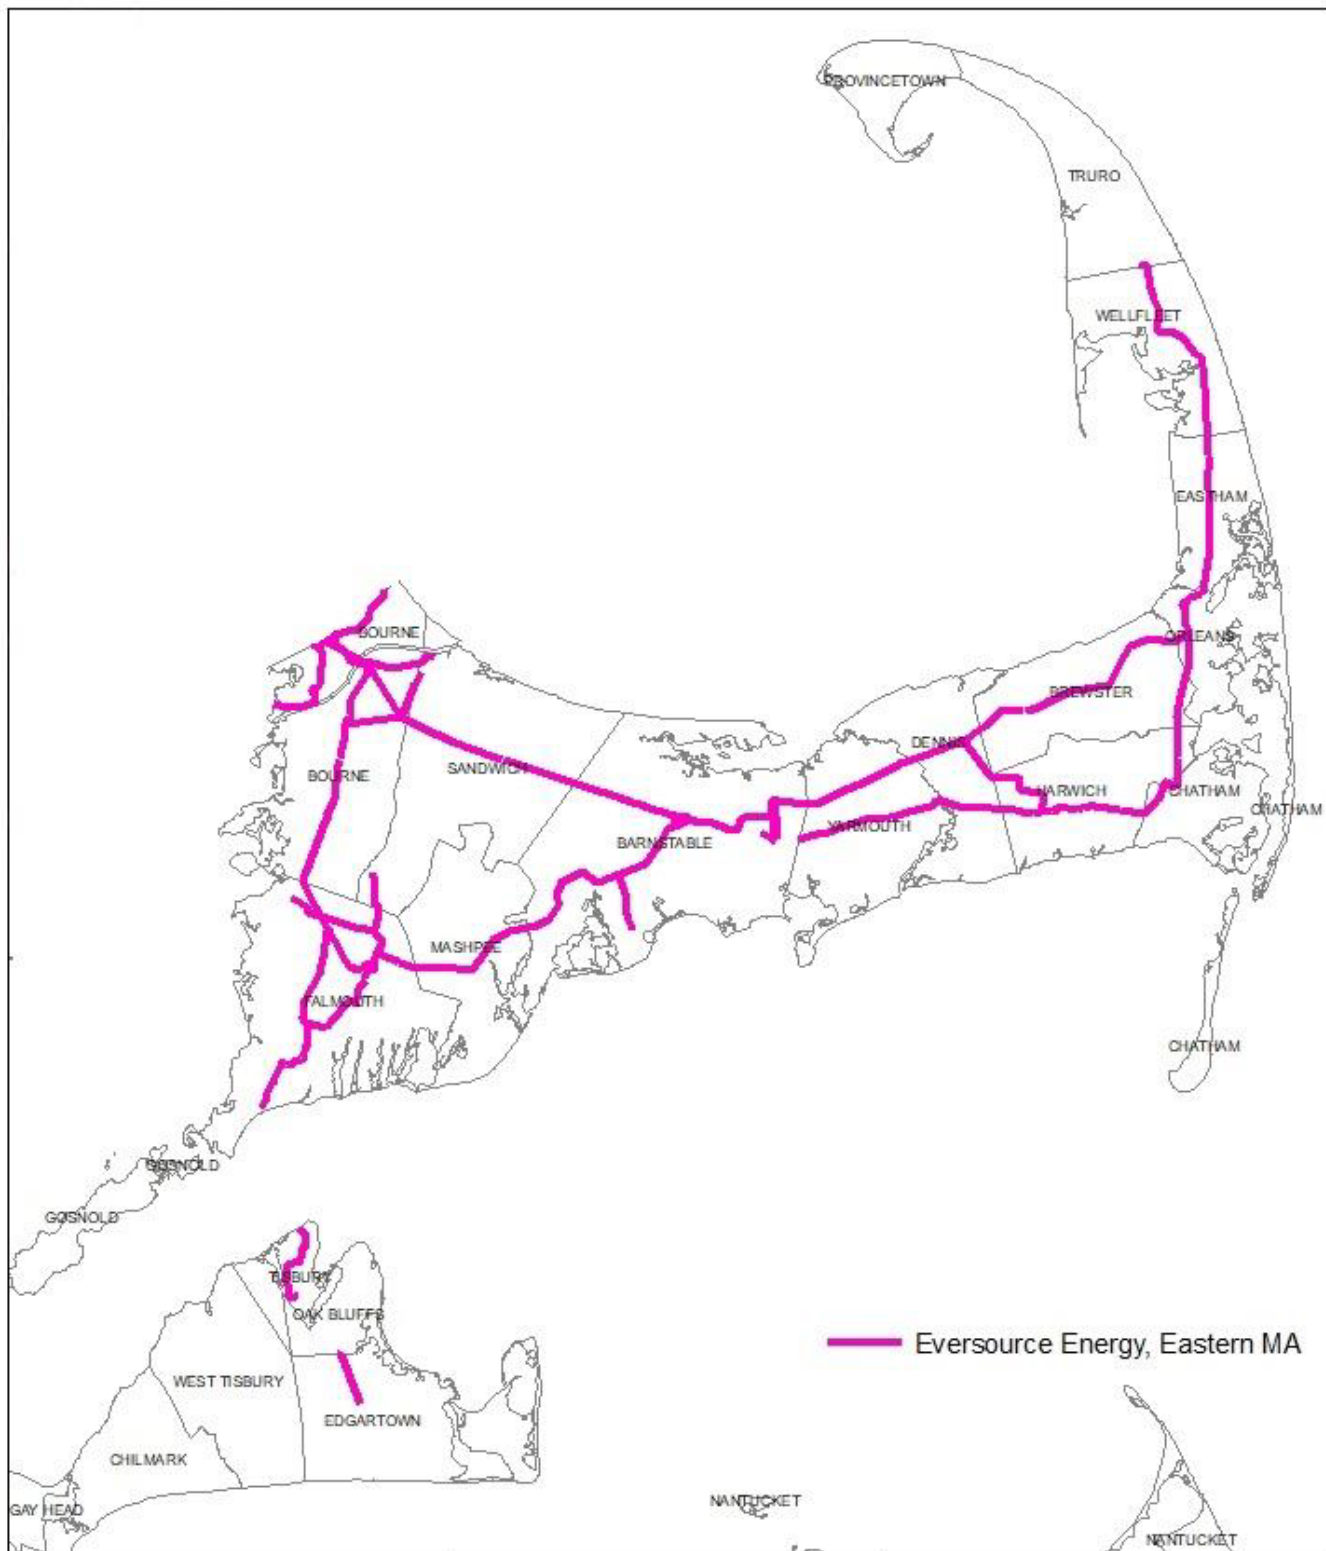 PROVINCETOWN
TRURO
WELLFLEET
EASTHAM
BOURNE
ORLEANS
BREWSTER
DENNIS
SANDWICH
BOURNE
HARWICH
CHATHAM
CHATHAM
YARMOUTH
BARNSTABLE
MASHPEE
FALMOUTH
CHATHAM
GOSNOLD
GOSNOLD
TISBURY
OAK BLUFFS
Eversource Energy, Eastern MA
WEST TISBURY
EDGARTOWN
CHILMARK
NANTUCKET
GAY HEAD
NANTUCKET